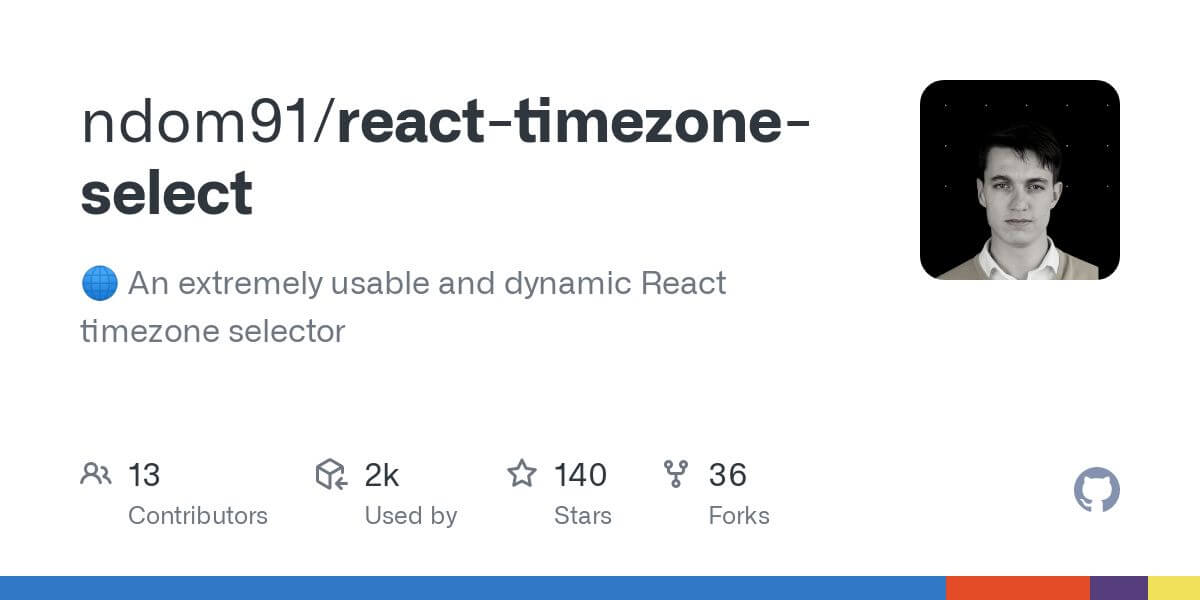 ndom91/react-timezone-
select
An extremely usable and dynamic React
timezone selector
13 2k 140 36
Contributors Used by Stars Forks